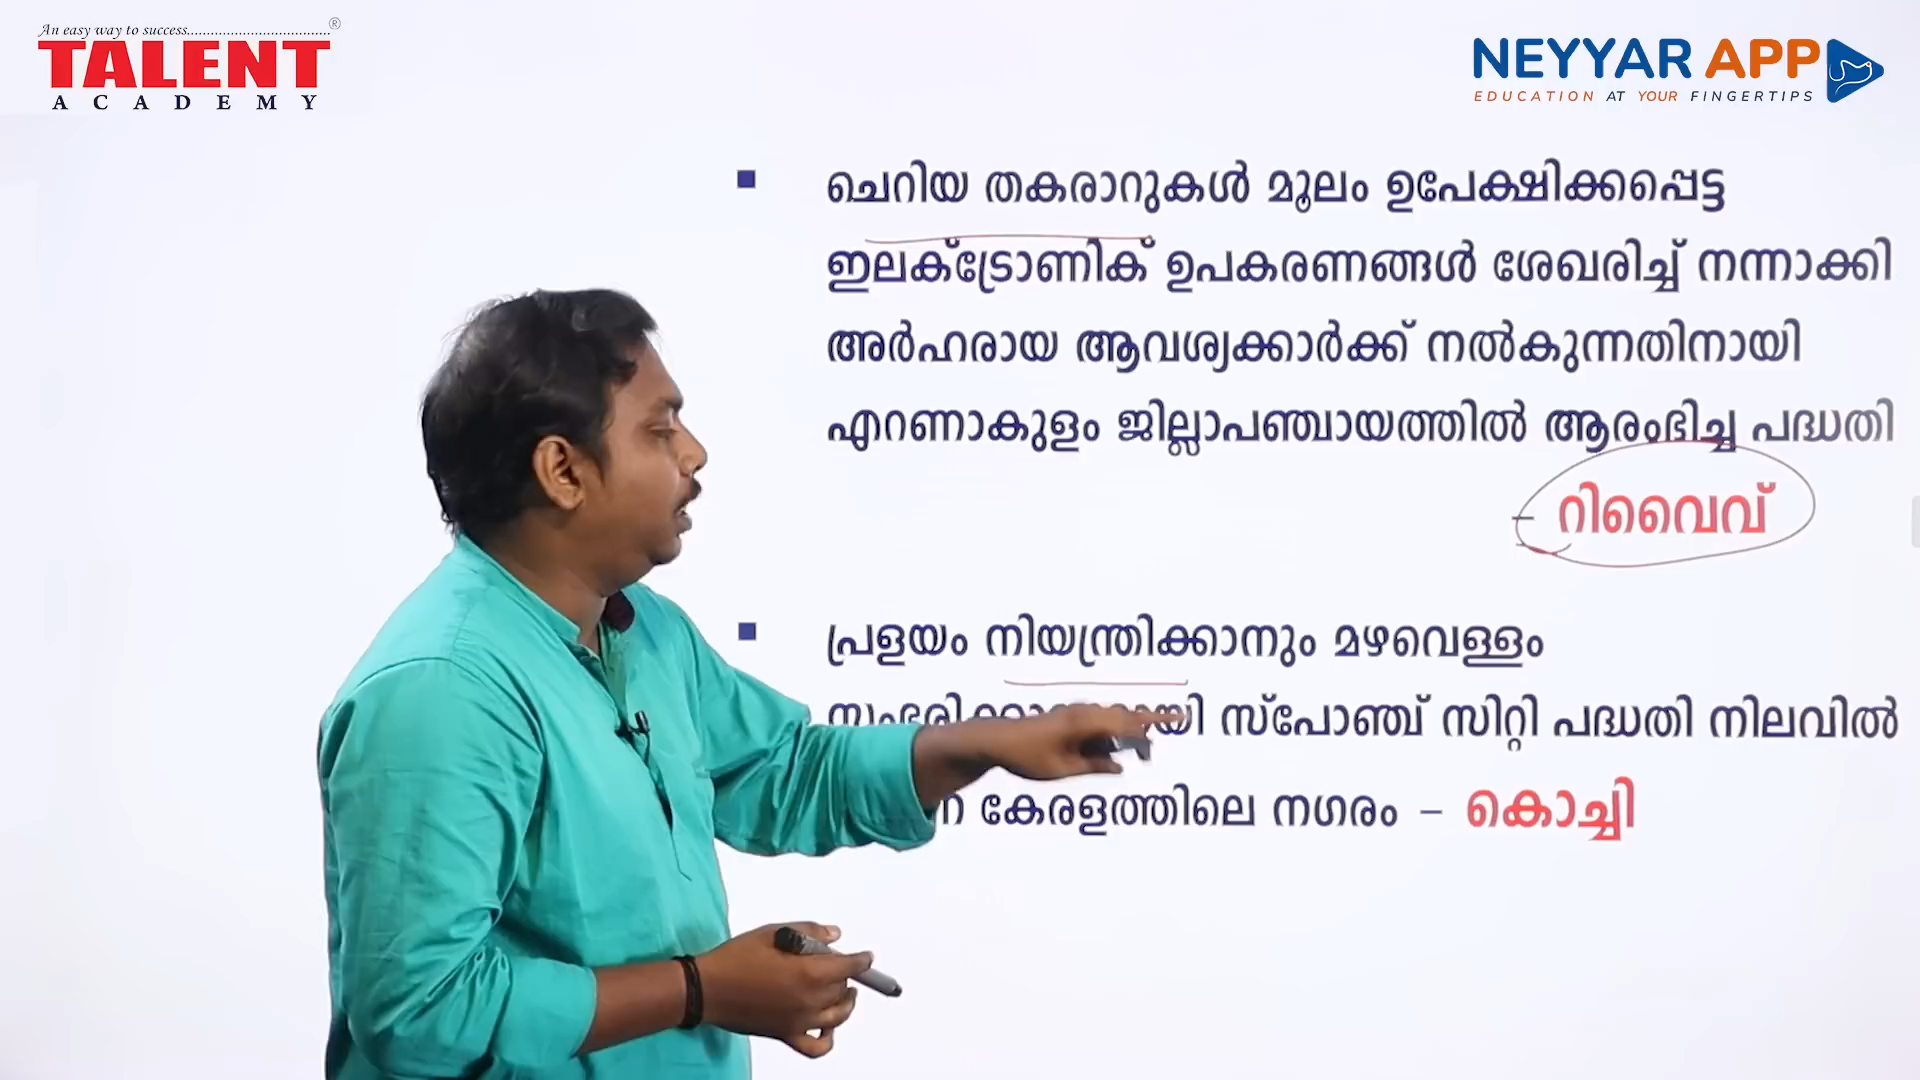 An easy way to success..................................
®
TALENT
ACADEMY
NEYYAR APP
EDUCATION AT YOUR FINGERTIPS
▪ ചെറിയ തകരാറുകൾ മൂലം ഉപേക്ഷിക്കപ്പെട്ട
ഇലക്ട്രോണിക് ഉപകരണങ്ങൾ ശേഖരിച്ച് നന്നാക്കി
അർഹരായ ആവശ്യക്കാർക്ക് നൽകുന്നതിനായി
എറണാകുളം ജില്ലാപഞ്ചായത്തിൽ ആരംഭിച്ച പദ്ധതി
– റിവൈവ്
▪ പ്രളയം നിയന്ത്രിക്കാനും മഴവെള്ളം
സ്പോഞ്ച് സിറ്റി പദ്ധതി നിലവിൽ
കേരളത്തിലെ നഗരം – കൊച്ചി